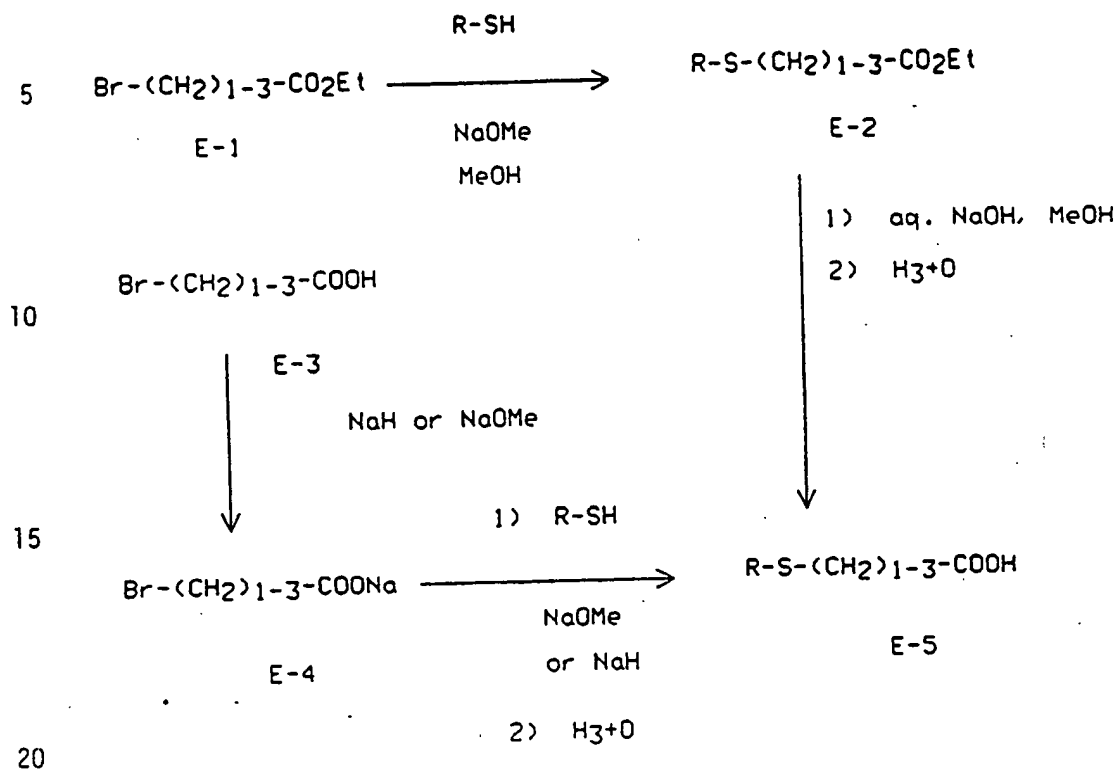 R-SH
5 Br-(CH2)1-3-CO2Et R-S-(CH2)1-3-CO2Et
E-1 NaOMe E-2
MeOH
1) aq. NaOH, MeOH
2) H3+O
Br-(CH2)1-3-COOH
10
E-3
NaH or NaOMe
15 1) R-SH
Br-(CH2)1-3-COONa R-S-(CH2)1-3-COOH
NaOMe
or NaH
E-4 E-5
2) H3+O
20